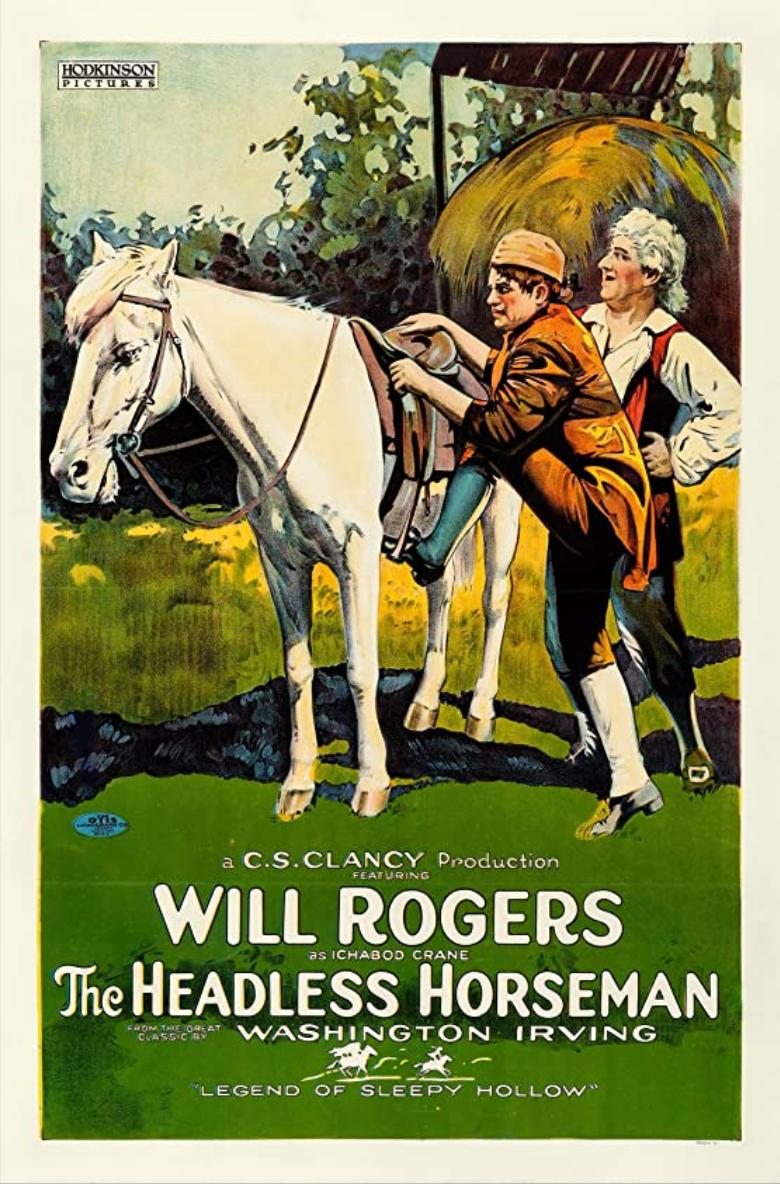 HODKINSON
PICTURES
OTIS
a C.S. CLANCY Production
FEATURING
WILL ROGERS
as ICHABOD CRANE
The HEADLESS HORSEMAN
FROM THE GREAT
CLASSIC BY WASHINGTON IRVING
"LEGEND OF SLEEPY HOLLOW"